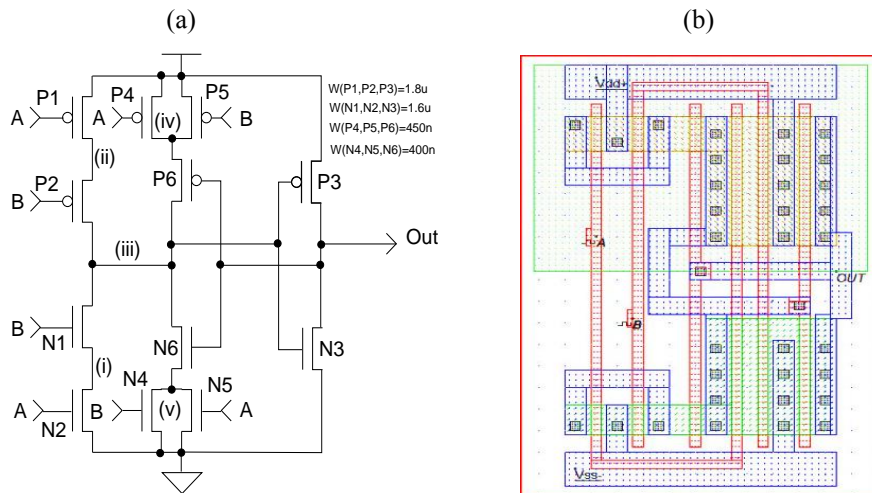 (a)
(b)
P1
P4
P5
A
A
B
(iv)
(ii)
P2
P6
P3
B
Out
(iii)
B
N1
N6
N3
(i)
N4
N5
A
N2
B
(v)
A
W(P1,P2,P3)=1.8u
W(N1,N2,N3)=1.6u
W(P4,P5,P6)=450n
W(N4,N5,N6)=400n
Vdd+
A
OUT
B
Vss-